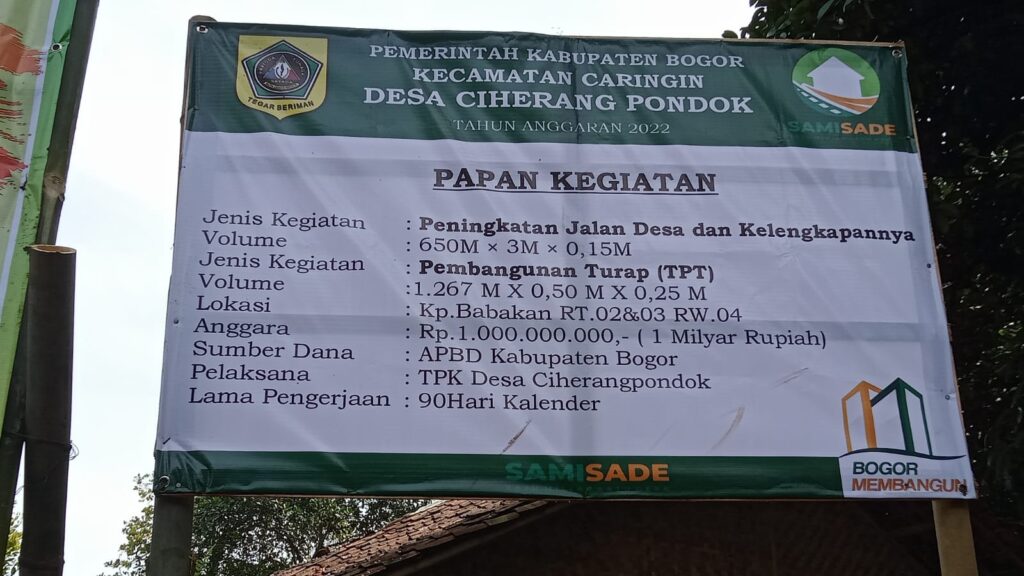 PEMERINTAH KABUPATEN BOGOR
KECAMATAN CARINGIN
DESA CIHERANG PONDOK
TAHUN ANGGARAN 2022
TEGAR BERIMAN
SAMISADE
PAPAN KEGIATAN
Jenis Kegiatan : Peningkatan Jalan Desa dan Kelengkapannya
Volume : 650M × 3M × 0,15M
Jenis Kegiatan : Pembangunan Turap (TPT)
Volume :1.267 M X 0,50 M X 0,25 M
Lokasi : Kp.Babakan RT.02&03 RW.04
Anggara : Rp.1.000.000.000,- ( 1 Milyar Rupiah)
Sumber Dana : APBD Kabupaten Bogor
Pelaksana : TPK Desa Ciherangpondok
Lama Pengerjaan : 90Hari Kalender
SAMISADE
BOGOR
MEMBANGUN